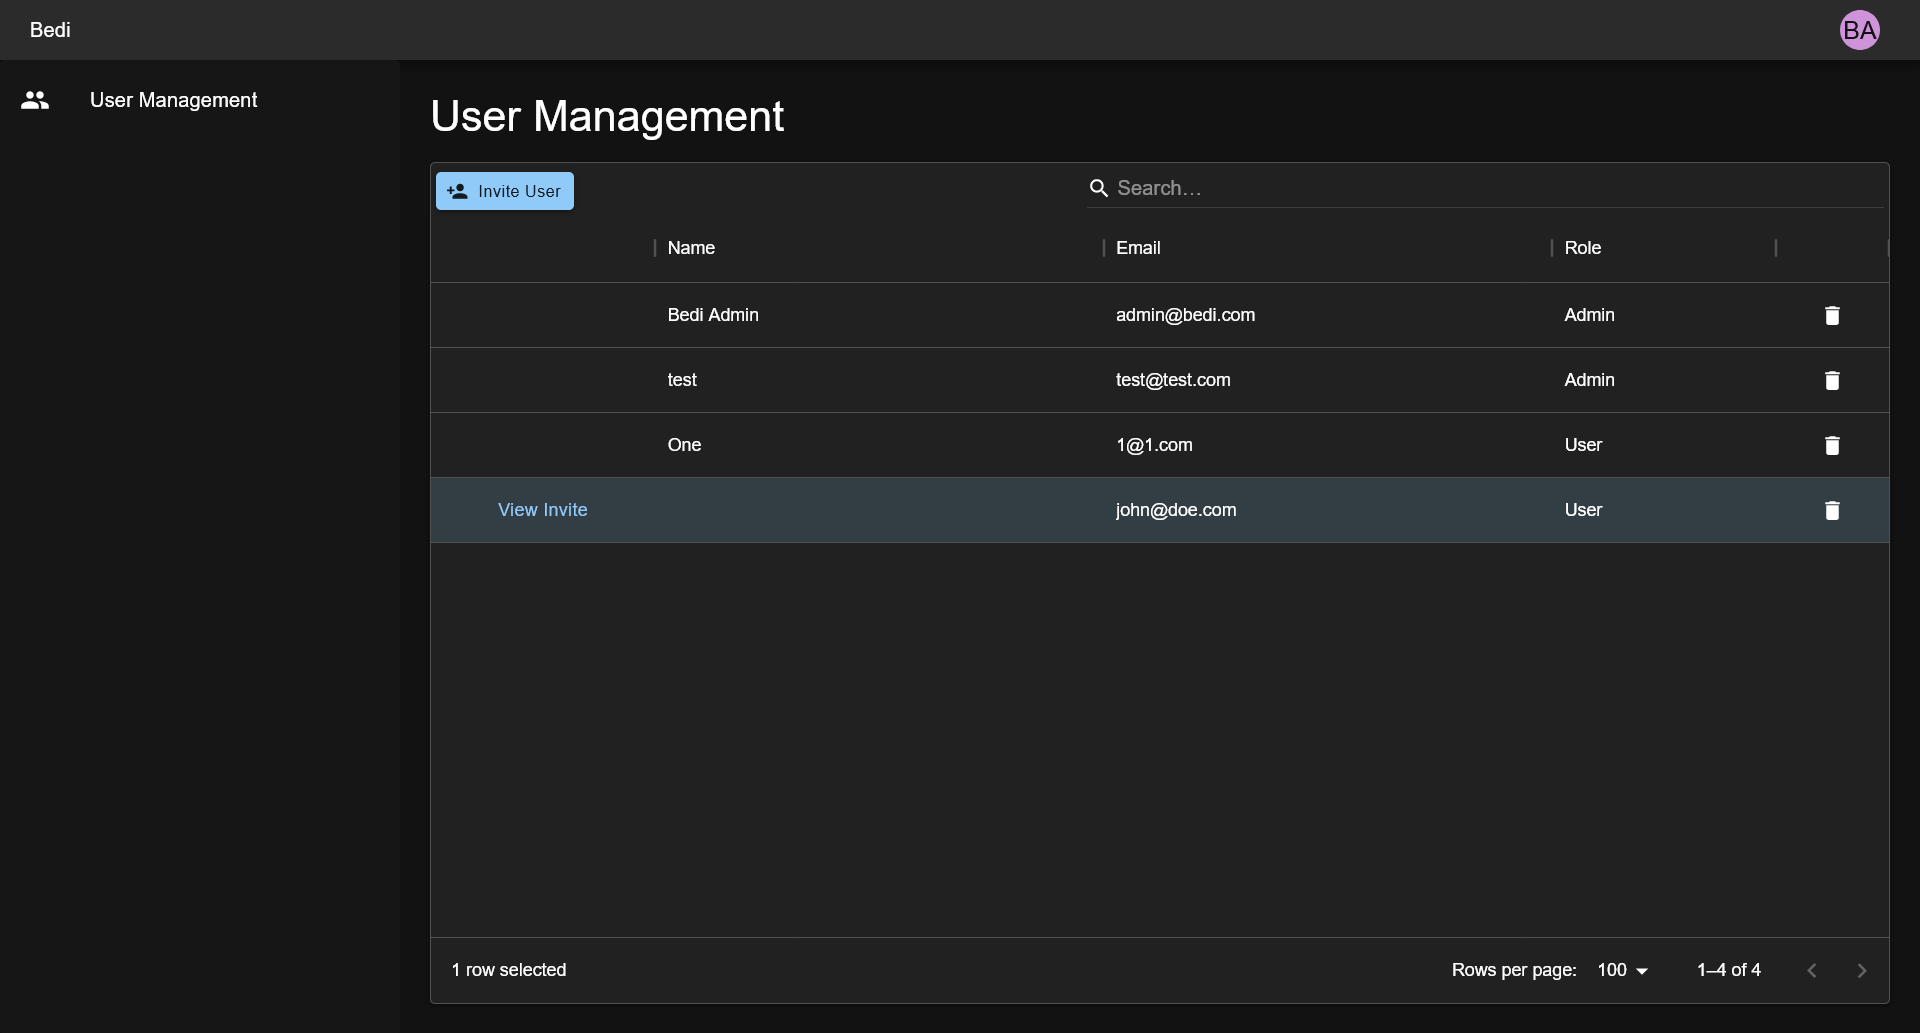 Bedi
BA
User Management
User Management
Invite User
Search…
Name Email Role
Bedi Admin admin@bedi.com Admin
test test@test.com Admin
One 1@1.com User
View Invite john@doe.com User
1 row selected
Rows per page: 100 1–4 of 4